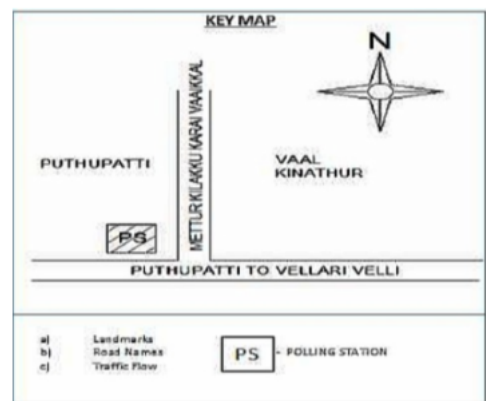 KEY MAP
N
METTUR KILAKKU KARAI VAAIKKAL
PUTHUPATTI
VAAL
KINATHUR
PS
PUTHUPATTI TO VELLARI VELLI
a) Landmarks
b) Road Names
c) Traffic Flow
PS - POLLING STATION